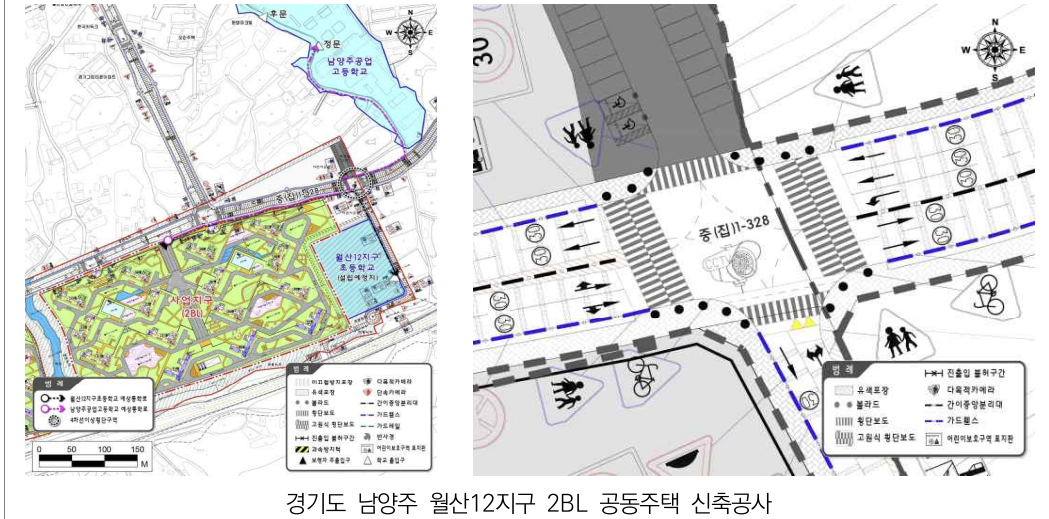 후문
정문
남양주공업
고등학교
N
W E
S
중(집)1-328
월산12지구
초등학교
(설립예정지)
사업지구
(2BL)
범 례
월산12지구초등학교 예상통학로
남양주공업고등학교 예상통학로
4차선이상횡단구역
0 50 100 150
M
범 례
미끄럼방지포장
유색포장
볼라드
횡단보도
고원식 횡단보도
진출입 불허구간
과속방지턱
보행자 주출입구
다목적카메라
단속카메라
간이중앙분리대
가드휀스
가드레일
반사경
어린이보호구역 표지판
학교 출입구
30
N
W E
S
중(집)1-328
30
30
30
30
30
30
30
30
범 례
유색포장
볼라드
횡단보도
고원식 횡단보도
진출입 불허구간
다목적카메라
간이중앙분리대
가드휀스
어린이보호구역 표지판
경기도 남양주 월산12지구 2BL 공동주택 신축공사